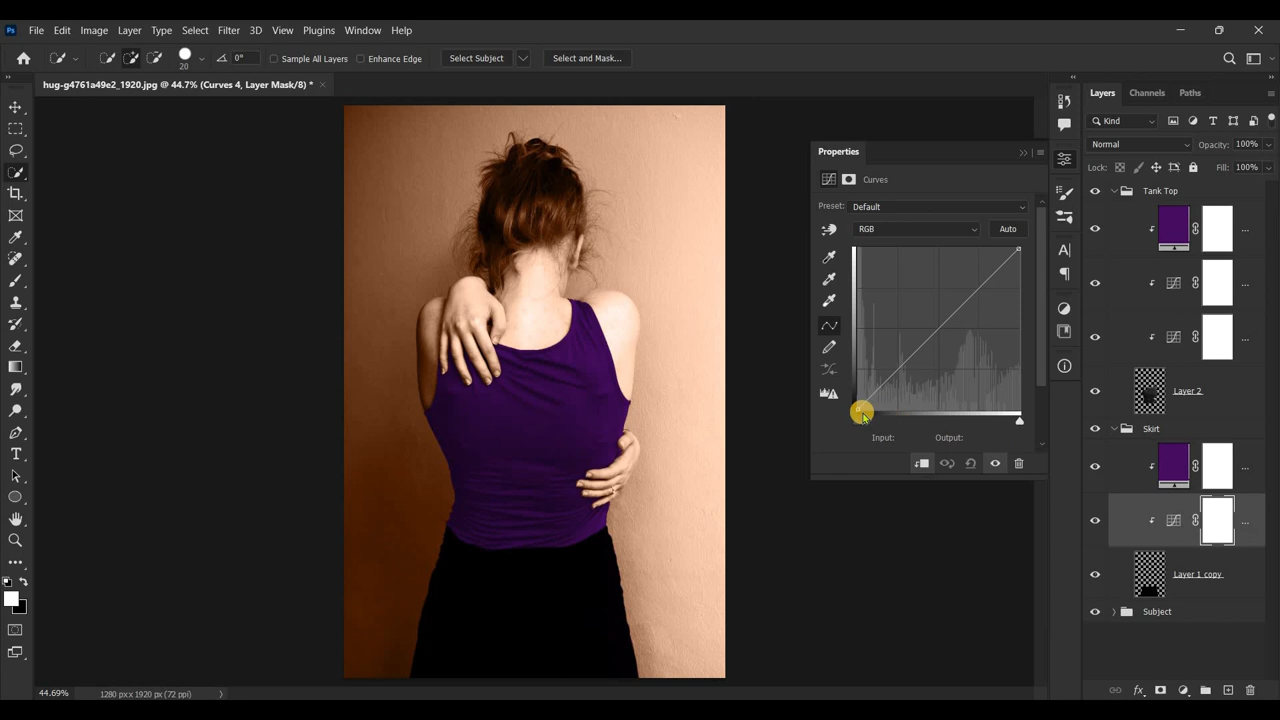 Ps File Edit Image Layer Type Select Filter 3D View Plugins Window Help
20 0° Sample All Layers Enhance Edge Select Subject Select and Mask...
hug-g4761a49e2_1920.jpg @ 44.7% (Curves 4, Layer Mask/8) *
Layers Channels Paths
Kind
Normal Opacity: 100%
Lock: Fill: 100%
Properties
Curves
Preset: Default
RGB Auto
Input: Output:
Tank Top
...
...
...
Layer 2
Skirt
...
...
Layer 1 copy
Subject
44.69% 1280 px x 1920 px (72 ppi)